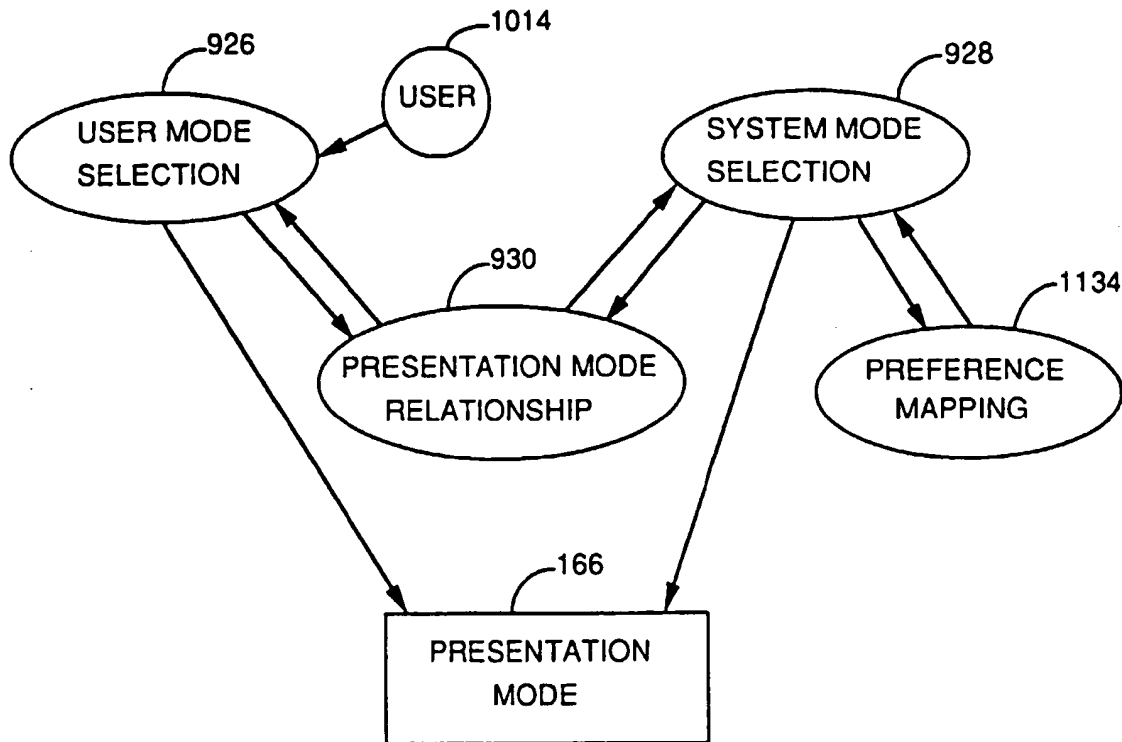 1014
926
928
USER
USER MODE
SELECTION
SYSTEM MODE
SELECTION
930
1134
PRESENTATION MODE
RELATIONSHIP
PREFERENCE
MAPPING
166
PRESENTATION
MODE